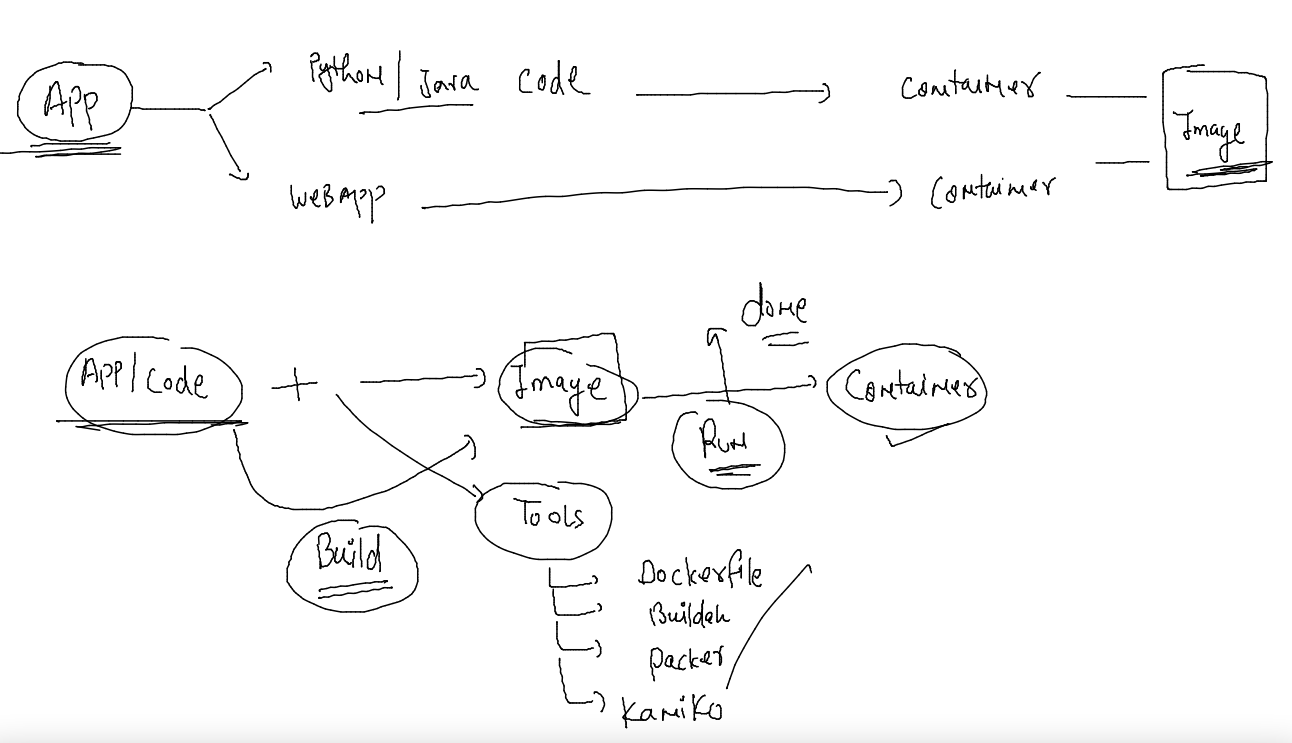 App
Python/Java code
Container
Image
WEBAPP
Container
done
App/code
+
Image
Container
Run
Tools
Build
Dockerfile
Buildah
packer
Kaniko